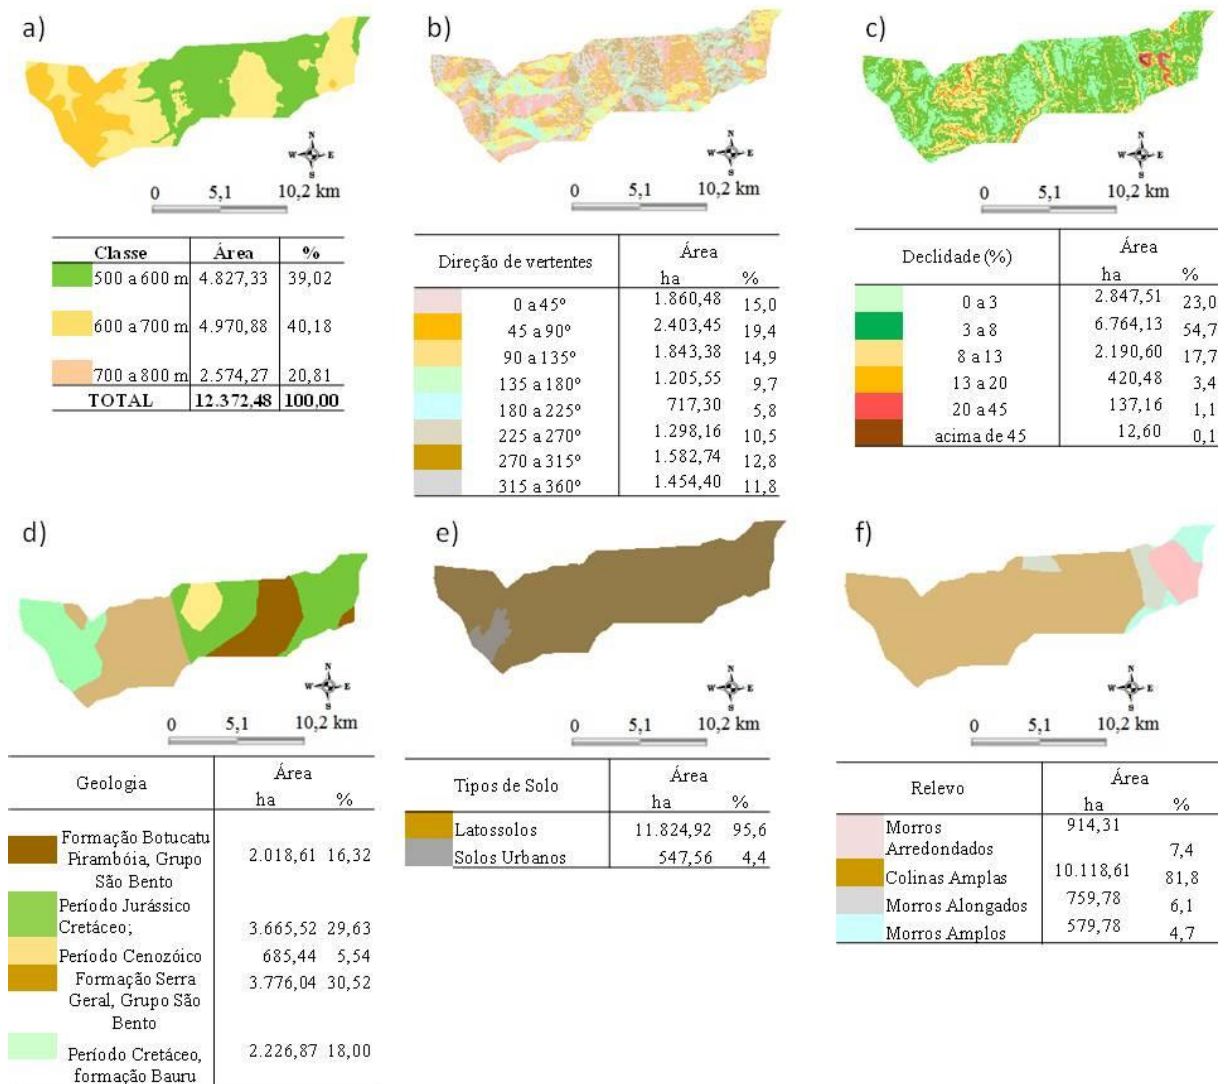 a)
N
W E
S
0 5,1 10,2 km
Classe Área %
500 a 600 m 4.827,33 39,02
600 a 700 m 4.970,88 40,18
700 a 800 m 2.574,27 20,81
TOTAL 12.372,48 100,00
b)
N
W E
S
0 5,1 10,2 km
Direção de vertentes Área
ha %
0 a 45º 1.860,48 15,0
45 a 90º 2.403,45 19,4
90 a 135º 1.843,38 14,9
135 a 180º 1.205,55 9,7
180 a 225º 717,30 5,8
225 a 270º 1.298,16 10,5
270 a 315º 1.582,74 12,8
315 a 360º 1.454,40 11,8
c)
N
W E
S
0 5,1 10,2 km
Declidade (%) Área
ha %
0 a 3 2.847,51 23,0
3 a 8 6.764,13 54,7
8 a 13 2.190,60 17,7
13 a 20 420,48 3,4
20 a 45 137,16 1,1
acima de 45 12,60 0,1
d)
N
W E
S
0 5,1 10,2 km
Geologia Área
ha %
Formação Botucatu
Pirambóia, Grupo
São Bento 2.018,61 16,32
Período Jurássico
Cretáceo; 3.665,52 29,63
Período Cenozóico 685,44 5,54
Formação Serra 3.776,04 30,52
Geral, Grupo São
Bento
Período Cretáceo, 2.226,87 18,00
formação Bauru
e)
N
W E
S
0 5,1 10,2 km
Tipos de Solo Área
ha %
Latossolos 11.824,92 95,6
Solos Urbanos 547,56 4,4
f)
N
W E
S
0 5,1 10,2 km
Relevo Área
ha %
Morros 914,31
Arredondados 7,4
Colinas Amplas 10.118,61 81,8
Morros Alongados 759,78 6,1
Morros Amplos 579,78 4,7